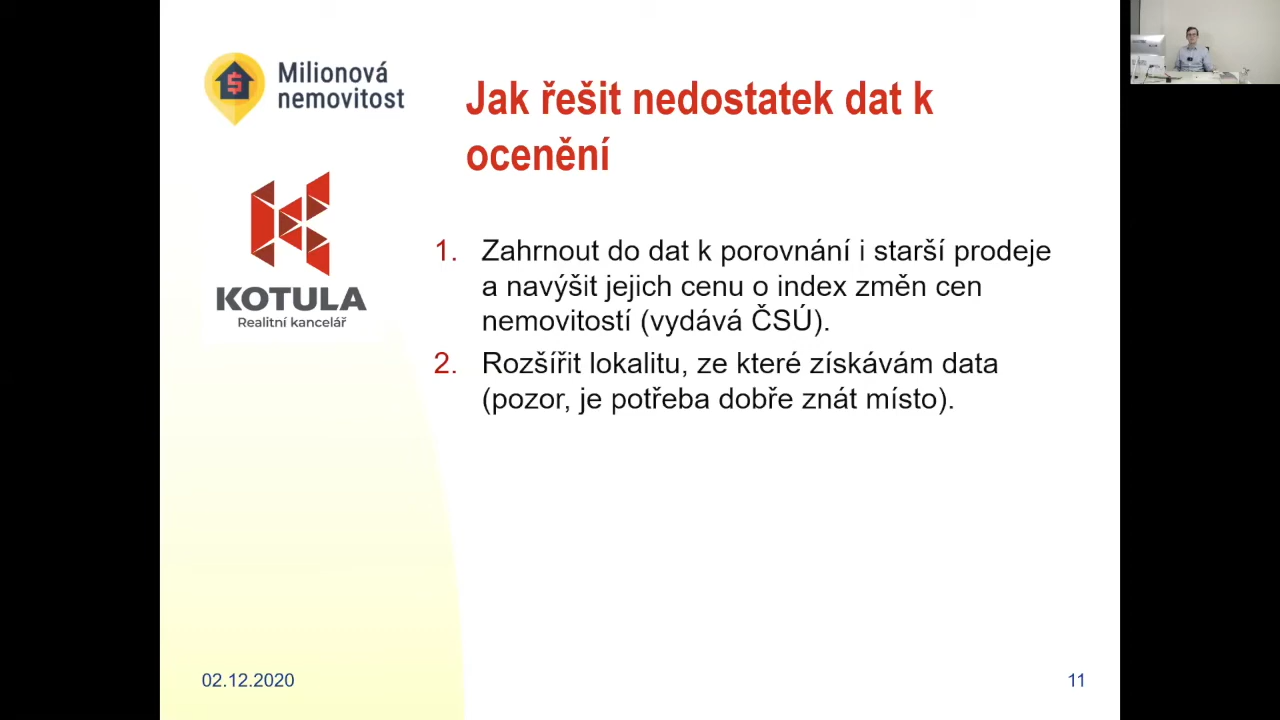 Milionová
nemovitost
KOTULA
Realitní kancelář
Jak řešit nedostatek dat k
ocenění
1. Zahrnout do dat k porovnání i starší prodeje
a navýšit jejich cenu o index změn cen
nemovitostí (vydává ČSÚ).
2. Rozšířit lokalitu, ze které získávám data
(pozor, je potřeba dobře znát místo).
02.12.2020
11